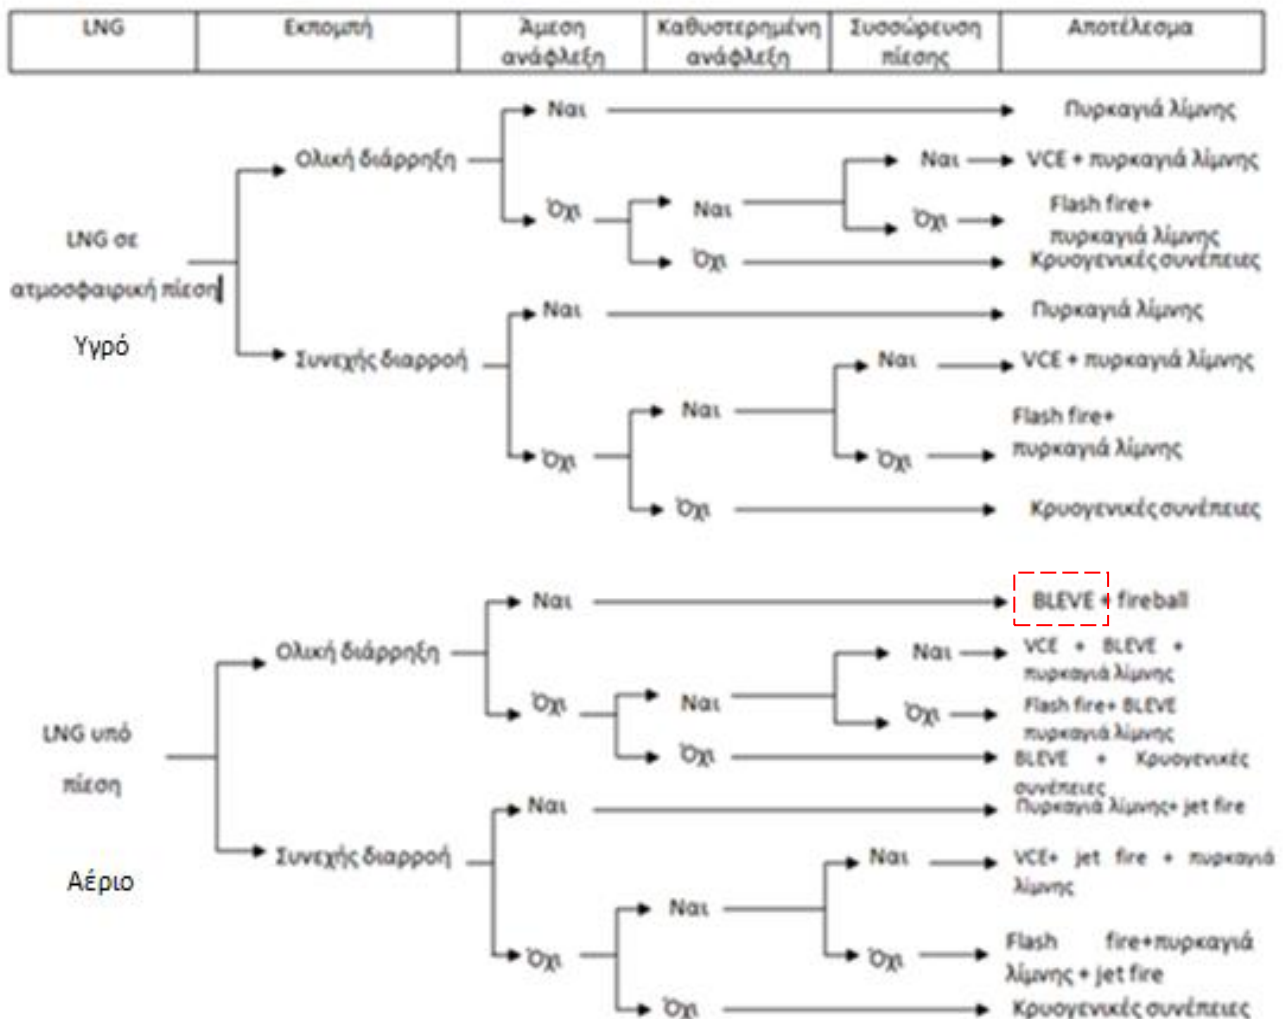 LNG Εκπομπή Άμεση Καθυστερημένη Συσσώρευση Αποτέλεσμα
ανάφλεξη ανάφλεξη πίεσης
Ναι Πυρκαγιά λίμνης
Ολική διάρρηξη Ναι VCE + πυρκαγιά λίμνης
Όχι Ναι Όχι Flash fire+
πυρκαγιά λίμνης
LNG σε
Όχι Κρυογενικές συνέπειες
ατμοσφαιρική πίεση
Ναι Πυρκαγιά λίμνης
Υγρό
Συνεχής διαρροή Ναι VCE + πυρκαγιά λίμνης
Ναι Flash fire+
Όχι Όχι πυρκαγιά λίμνης
Όχι Κρυογενικές συνέπειες
Ναι BLEVE + fireball
Ολική διάρρηξη Ναι VCE + BLEVE +
πυρκαγιά λίμνης
Όχι Ναι Όχι Flash fire+ BLEVE
πυρκαγιά λίμνης
LNG υπό
Όχι BLEVE + Κρυογενικές
πίεση συνέπειες
Ναι Πυρκαγιά λίμνης+ jet fire
Συνεχής διαρροή Ναι VCE+ jet fire + πυρκαγιά
Αέριο λίμνης
Ναι
Όχι Όχι Flash fire+πυρκαγιά
λίμνης + jet fire
Όχι Κρυογενικές συνέπειες